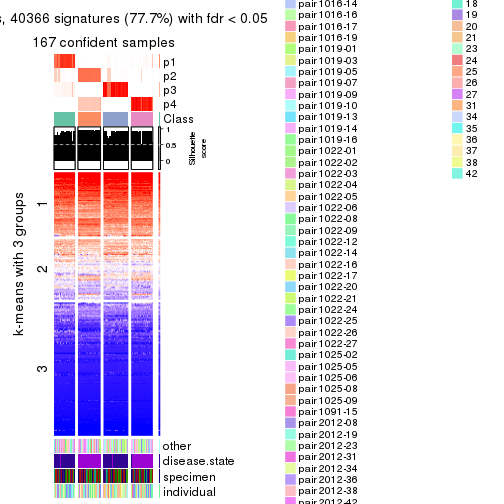 s, 40366 signatures (77.7%) with fdr < 0.05
167 confident samples
p1
p2
p3
p4
Class
1
0.5
0
Silhouette
score
k-means with 3 groups
1
2
3
other
disease.state
specimen
individual
pair1016-14
pair1016-16
pair1016-17
pair1016-19
pair1019-01
pair1019-03
pair1019-05
pair1019-07
pair1019-09
pair1019-10
pair1019-13
pair1019-14
pair1019-16
pair1022-01
pair1022-02
pair1022-03
pair1022-04
pair1022-05
pair1022-06
pair1022-08
pair1022-09
pair1022-12
pair1022-14
pair1022-16
pair1022-17
pair1022-20
pair1022-21
pair1022-24
pair1022-25
pair1022-26
pair1022-27
pair1025-02
pair1025-05
pair1025-06
pair1025-08
pair1025-09
pair1091-15
pair2012-08
pair2012-19
pair2012-23
pair2012-31
pair2012-34
pair2012-36
pair2012-38
pair2012-42
18
19
20
21
23
24
25
26
27
31
34
35
36
37
38
42